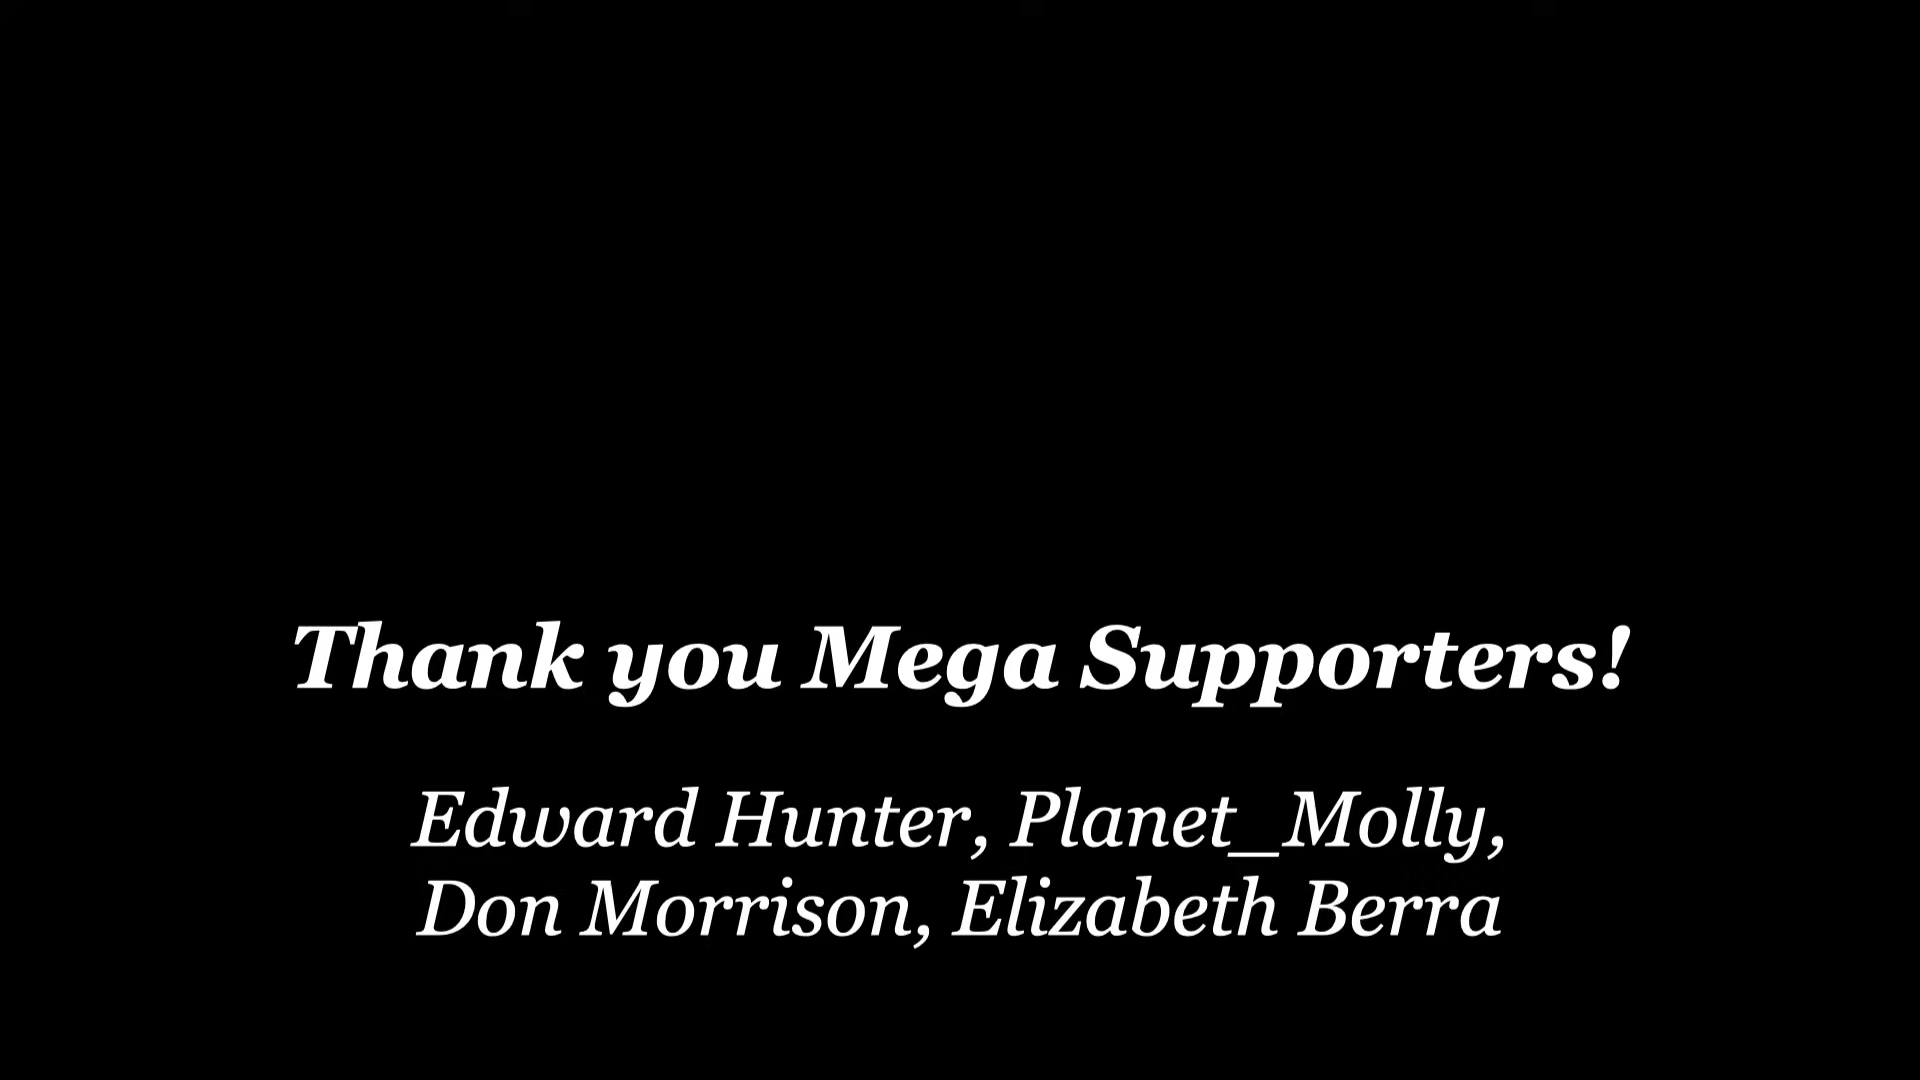 Thank you Mega Supporters!
Edward Hunter, Planet_Molly,
Don Morrison, Elizabeth Berra